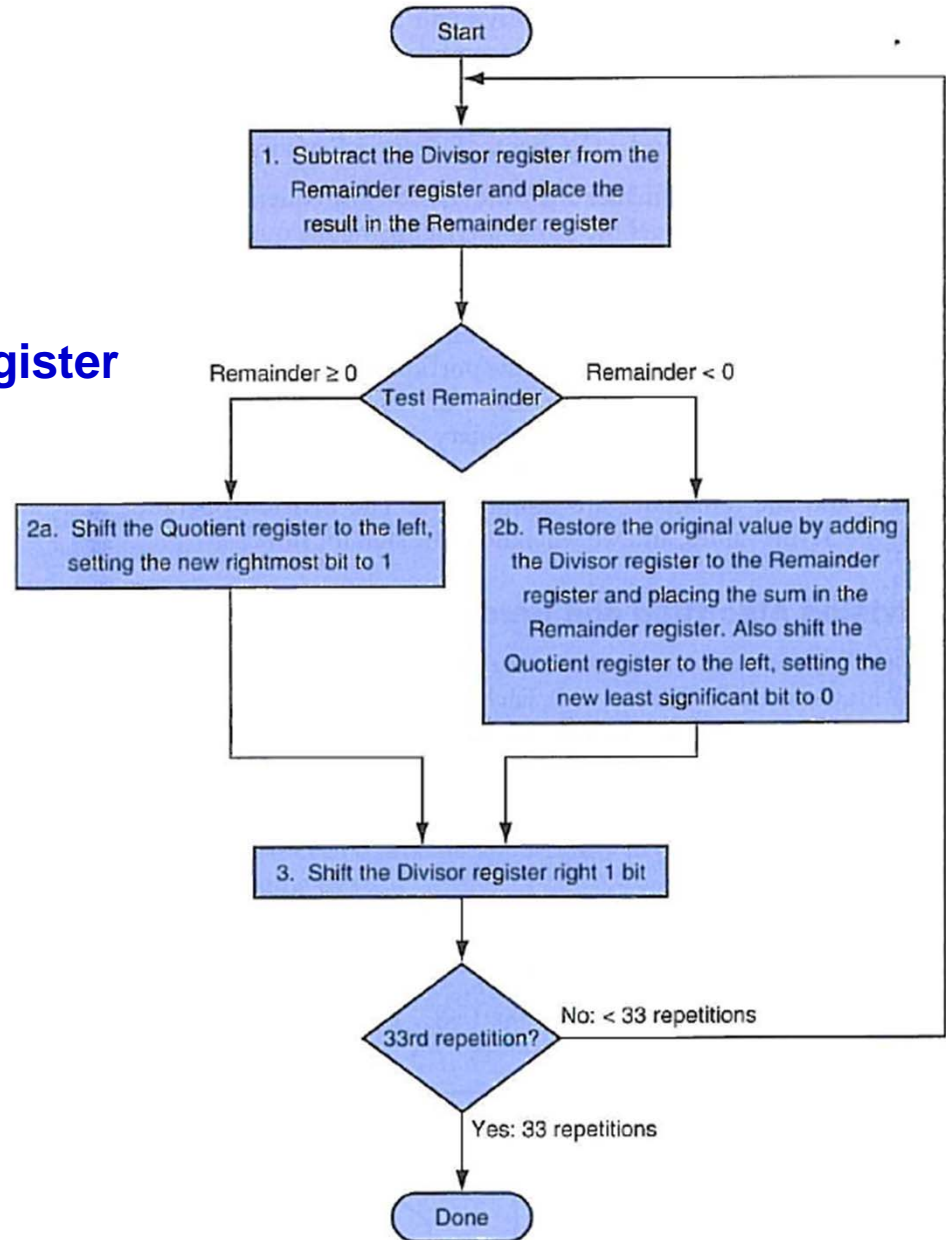 Start
1. Subtract the Divisor register from the
Remainder register and place the
result in the Remainder register
gister
Remainder ≥ 0
Test Remainder
Remainder < 0
2a. Shift the Quotient register to the left,
setting the new rightmost bit to 1
2b. Restore the original value by adding
the Divisor register to the Remainder
register and placing the sum in the
Remainder register. Also shift the
Quotient register to the left, setting the
new least significant bit to 0
3. Shift the Divisor register right 1 bit
33rd repetition?
No: < 33 repetitions
Yes: 33 repetitions
Done